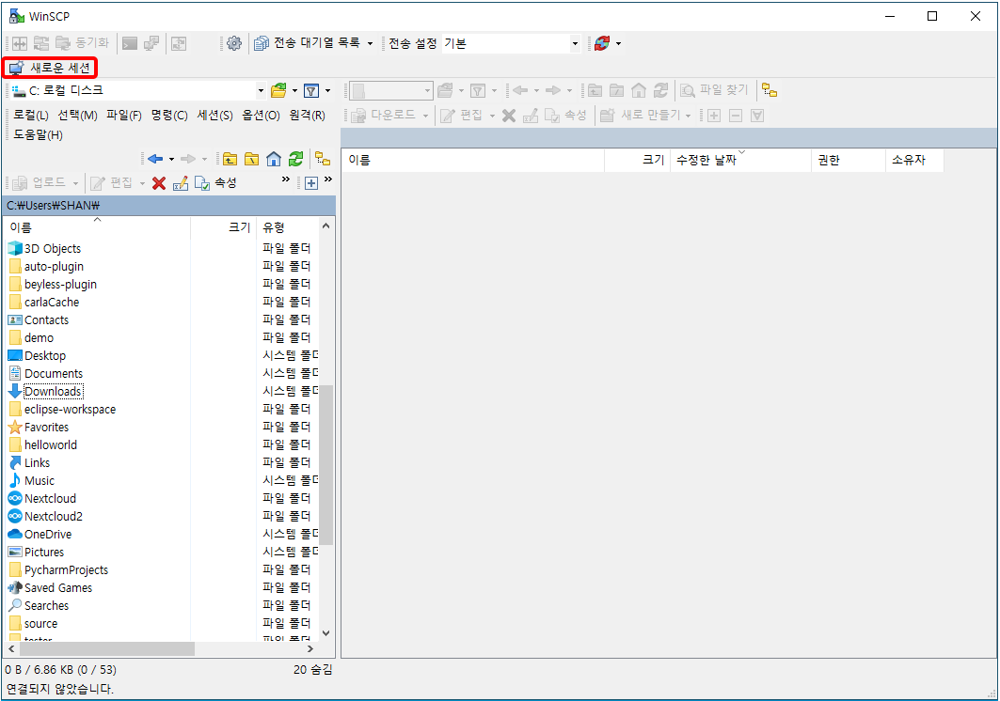 WinSCP
동기화 전송 대기열 목록 전송 설정 기본
새로운 세션
C: 로컬 디스크 파일 찾기
로컬(L) 선택(M) 파일(F) 명령(C) 세션(S) 옵션(O) 원격(R)
도움말(H)
다운로드 편집 속성 새로 만들기
업로드 편집 속성 »  »
C:₩Users₩SHAN₩
이름 크기 유형
3D Objects 파일 폴더
auto-plugin 파일 폴더
beyless-plugin 파일 폴더
carlaCache 파일 폴더
Contacts 파일 폴더
demo 파일 폴더
Desktop 시스템 폴더
Documents 시스템 폴더
Downloads 시스템 폴더
eclipse-workspace 파일 폴더
Favorites 파일 폴더
helloworld 파일 폴더
Links 파일 폴더
Music 시스템 폴더
Nextcloud 파일 폴더
Nextcloud2 파일 폴더
OneDrive 시스템 폴더
Pictures 시스템 폴더
PycharmProjects 파일 폴더
Saved Games 파일 폴더
Searches 파일 폴더
source 파일 폴더
tester 파일 폴더
이름 크기 수정한 날짜 권한 소유자
0 B / 6.86 KB (0 / 53) 20 숨김
연결되지 않았습니다.